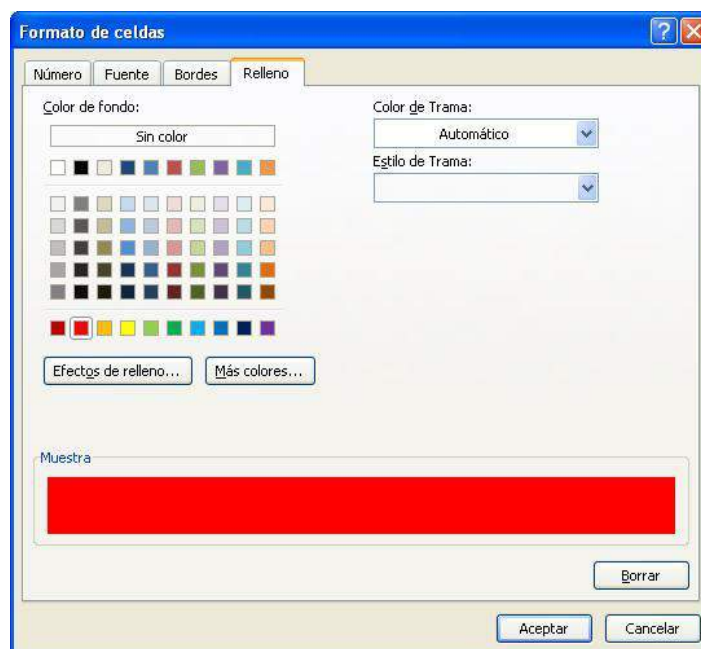 Formato de celdas
Número Fuente Bordes Relleno
Color de fondo:
Sin color
Color de Trama:
Automático
Estilo de Trama:
Efectos de relleno...
Más colores...
Muestra
Borrar
Aceptar
Cancelar